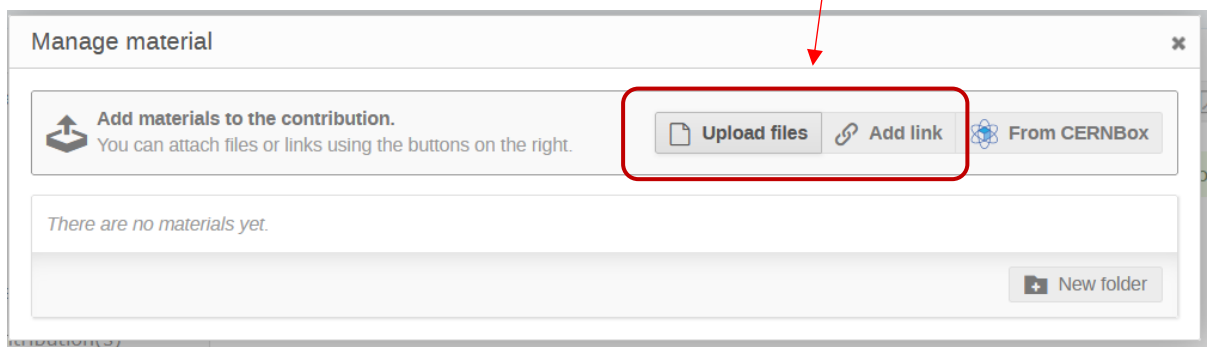 Manage material
Add materials to the contribution.
You can attach files or links using the buttons on the right.
Upload files Add link From CERNBox
There are no materials yet.
New folder